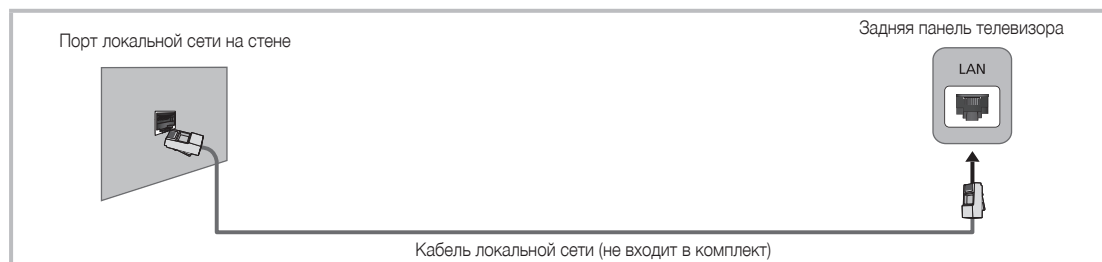 Порт локальной сети на стене
Задняя панель телевизора
LAN
Кабель локальной сети (не входит в комплект)